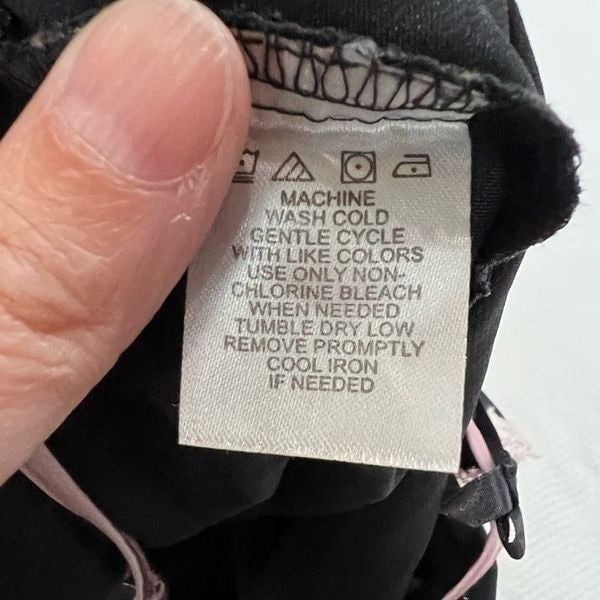 MACHINE
WASH COLD
GENTLE CYCLE
WITH LIKE COLORS
USE ONLY NON-
CHLORINE BLEACH
WHEN NEEDED
TUMBLE DRY LOW
REMOVE PROMPTLY
COOL IRON
IF NEEDED